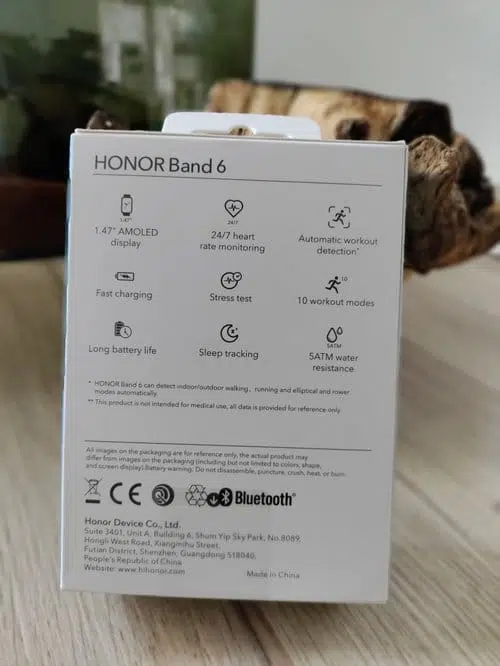 HONOR Band 6
1.47"
1.47" AMOLED
display
24/7
24/7 heart
rate monitoring
Automatic workout
detection*
Fast charging
Stress test
10
10 workout modes
Long battery life
Sleep tracking
5ATM
5ATM water
resistance
* HONOR Band 6 can detect indoor/outdoor walking、running and elliptical and rower
modes automatically.
** This product is not intended for medical use, all data is provided for reference only.
All images on the packaging are for reference only, the actual product may
differ from images on the packaging (including but not limited to colors, shape,
and screen display).Battery warning: Do not disassemble, puncture, crush, heat, or burn.
CE Bluetooth®
Honor Device Co., Ltd.
Suite 3401, Unit A, Building 6, Shum Yip Sky Park, No.8089,
Hongli West Road, Xiangmihu Street,
Futian District, Shenzhen, Guangdong 518040,
People's Republic of China
Website: www.hihonor.com
Made in China